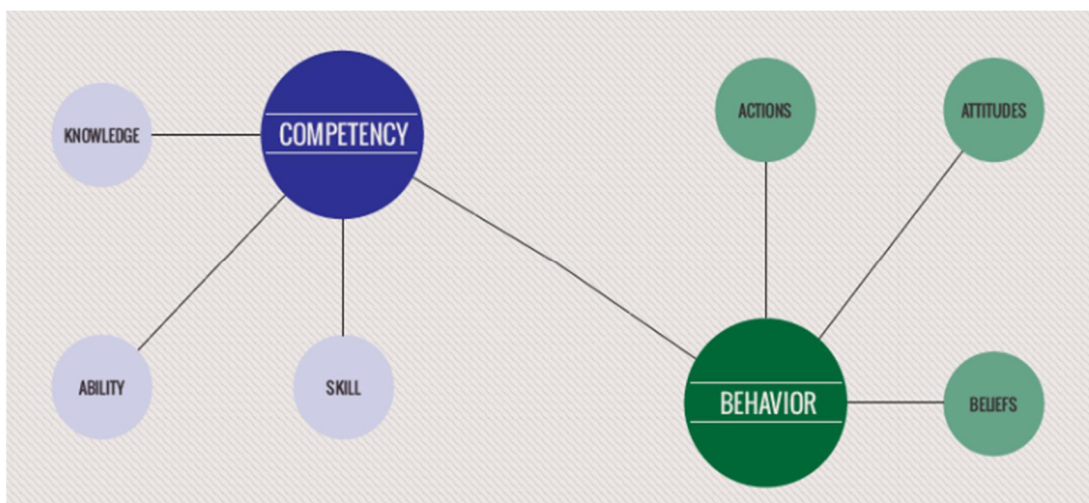 KNOWLEDGE
COMPETENCY
ABILITY
SKILL
ACTIONS
ATTITUDES
BEHAVIOR
BELIEFS